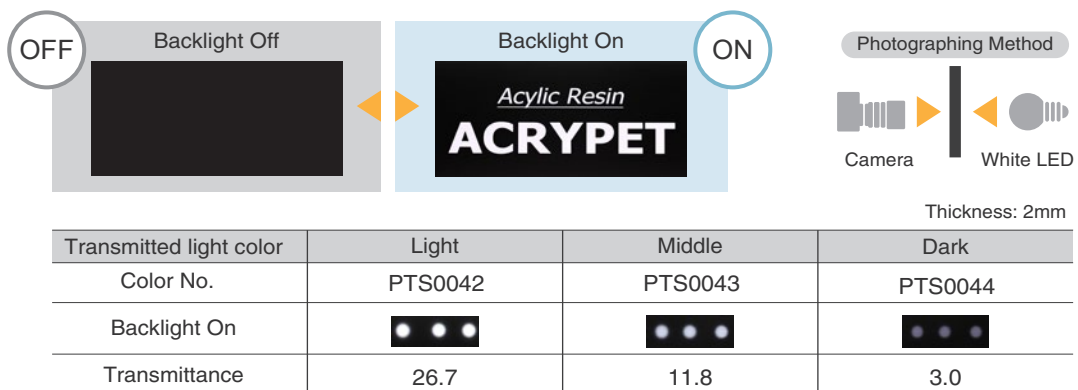 OFF
Backlight Off
Backlight On
ON
Acylic Resin
ACRYPET
Photographing Method
Camera
White LED
Thickness: 2mm
Transmitted light color Light Middle Dark
Color No. PTS0042 PTS0043 PTS0044
Backlight On
Transmittance 26.7 11.8 3.0